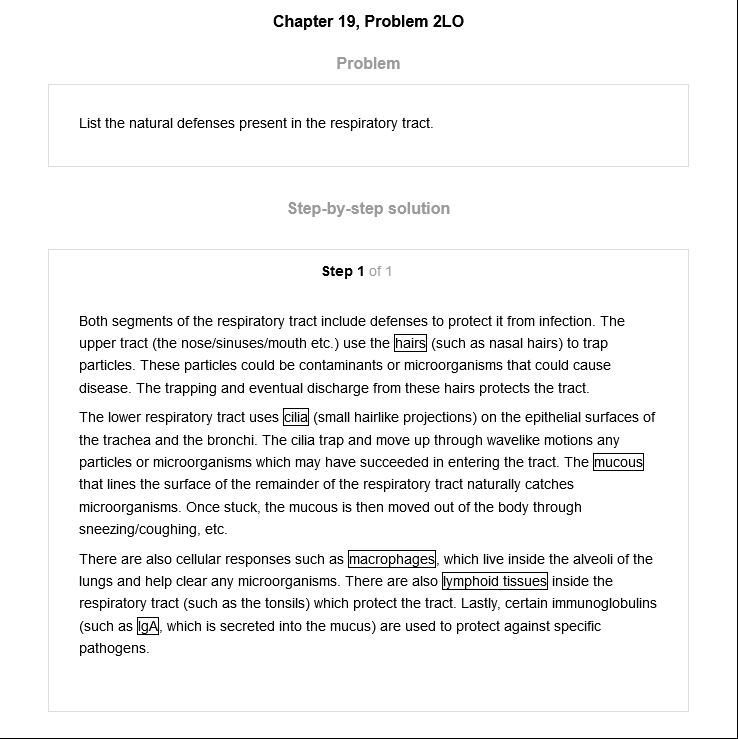 Chapter 19, Problem 2LO
Problem
List the natural defenses present in the respiratory tract.
Step-by-step solution
Step 1 of 1
Both segments of the respiratory tract include defenses to protect it from infection. The
upper tract (the nose/sinuses/mouth etc.) use the hairs (such as nasal hairs) to trap
particles. These particles could be contaminants or microorganisms that could cause
disease. The trapping and eventual discharge from these hairs protects the tract.
The lower respiratory tract uses cilia (small hairlike projections) on the epithelial surfaces of
the trachea and the bronchi. The cilia trap and move up through wavelike motions any
particles or microorganisms which may have succeeded in entering the tract. The mucous
that lines the surface of the remainder of the respiratory tract naturally catches
microorganisms. Once stuck, the mucous is then moved out of the body through
sneezing/coughing, etc.
There are also cellular responses such as macrophages, which live inside the alveoli of the
lungs and help clear any microorganisms. There are also lymphoid tissues inside the
respiratory tract (such as the tonsils) which protect the tract. Lastly, certain immunoglobulins
(such as IgA, which is secreted into the mucus) are used to protect against specific
pathogens.